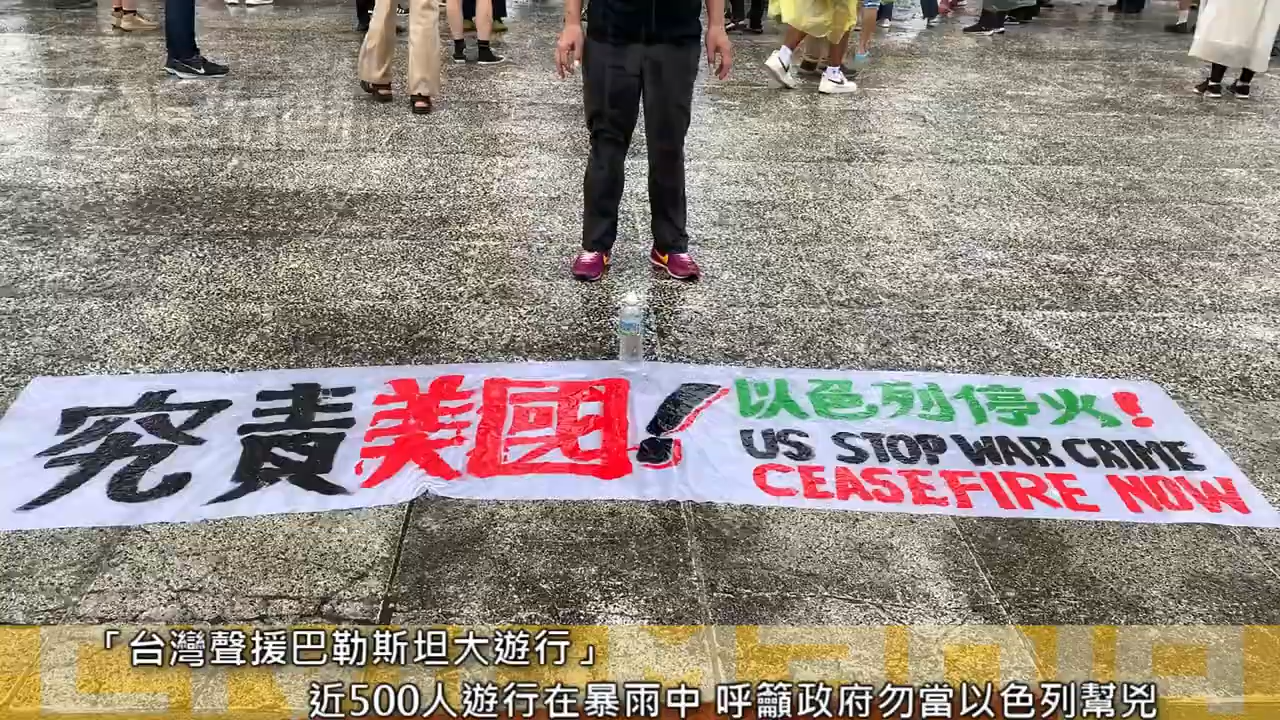 究責美國!
以色列停火!
US STOP WAR CRIME
CEASEFIRE NOW
「台灣聲援巴勒斯坦大遊行」
近500人遊行在暴雨中 呼籲政府勿當以色列幫兇